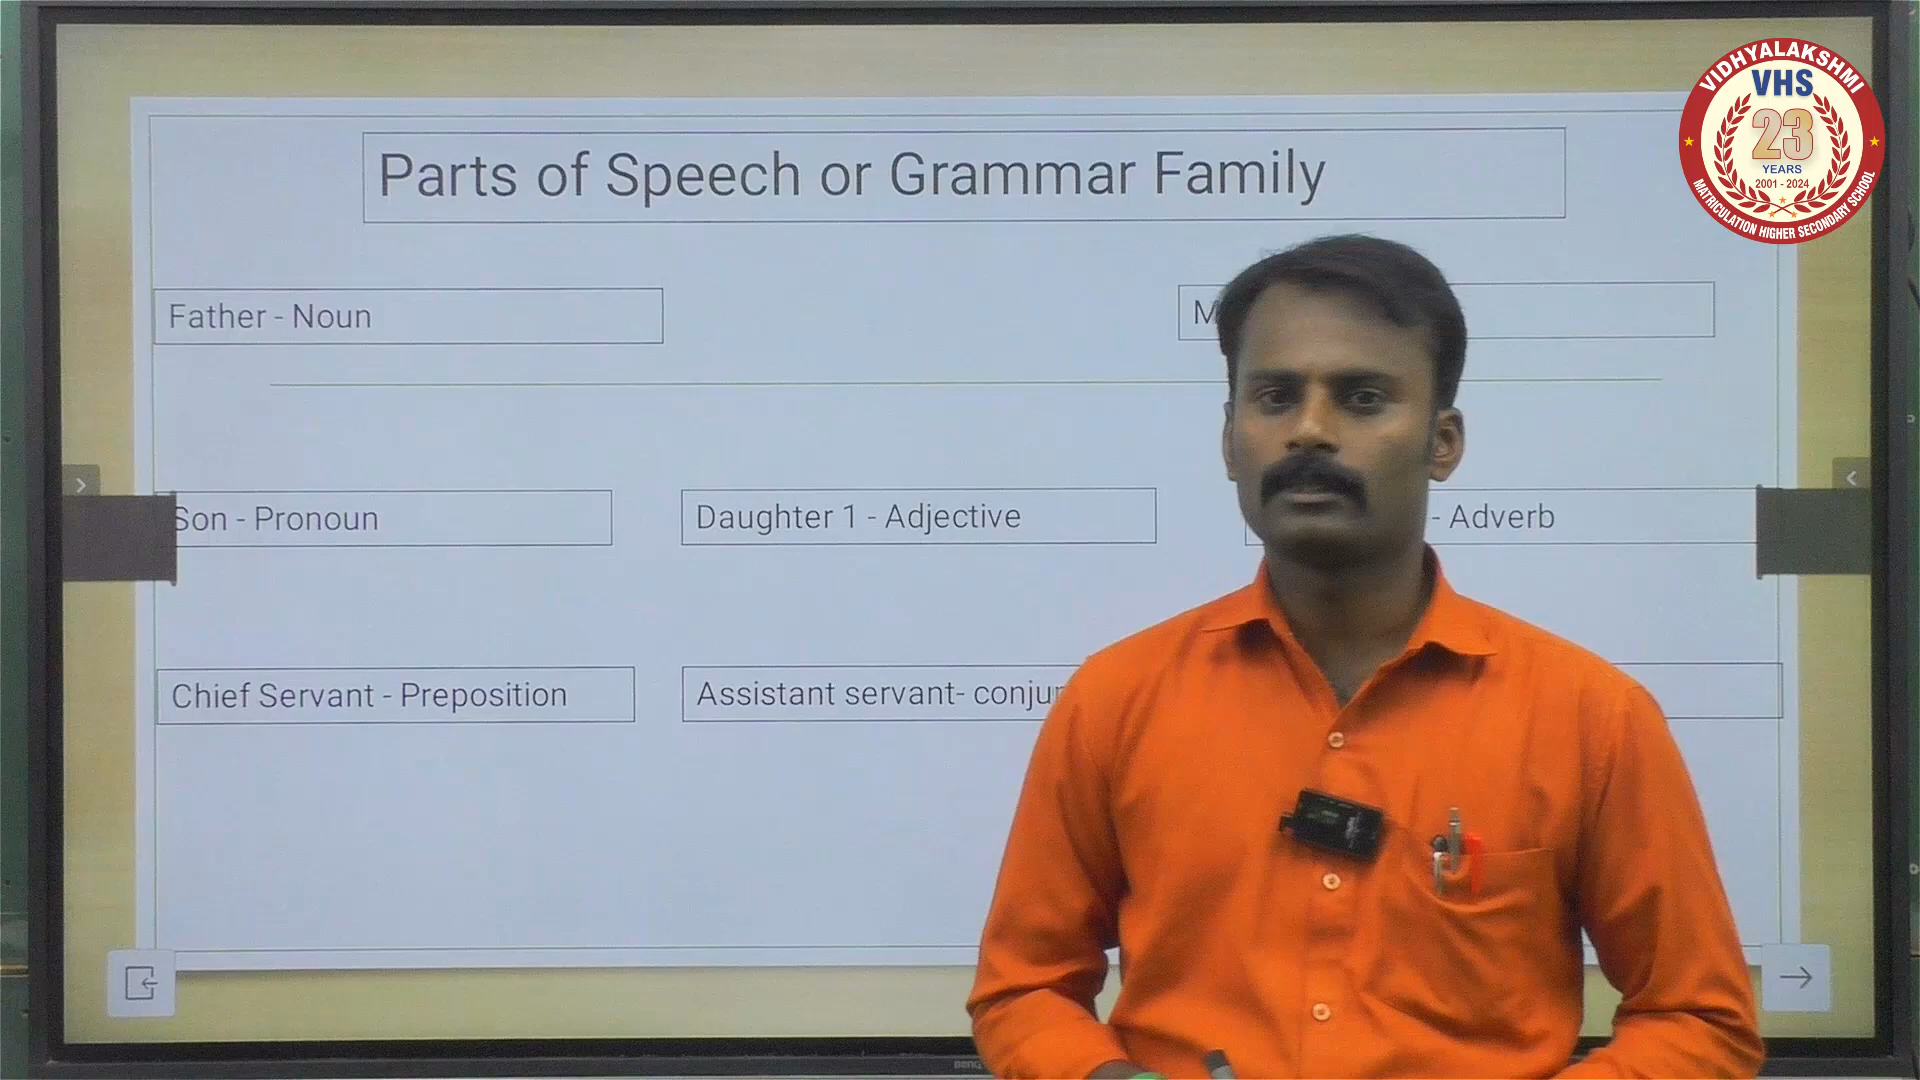 Parts of Speech or Grammar Family
Father - Noun
Son - Pronoun
Daughter 1 - Adjective
- Adverb
Chief Servant - Preposition
Assistant servant-
VIDHYALAKSHMI
VHS
23
YEARS
2001 - 2024
MATRICULATION HIGHER SECONDARY SCHOOL
BenQ